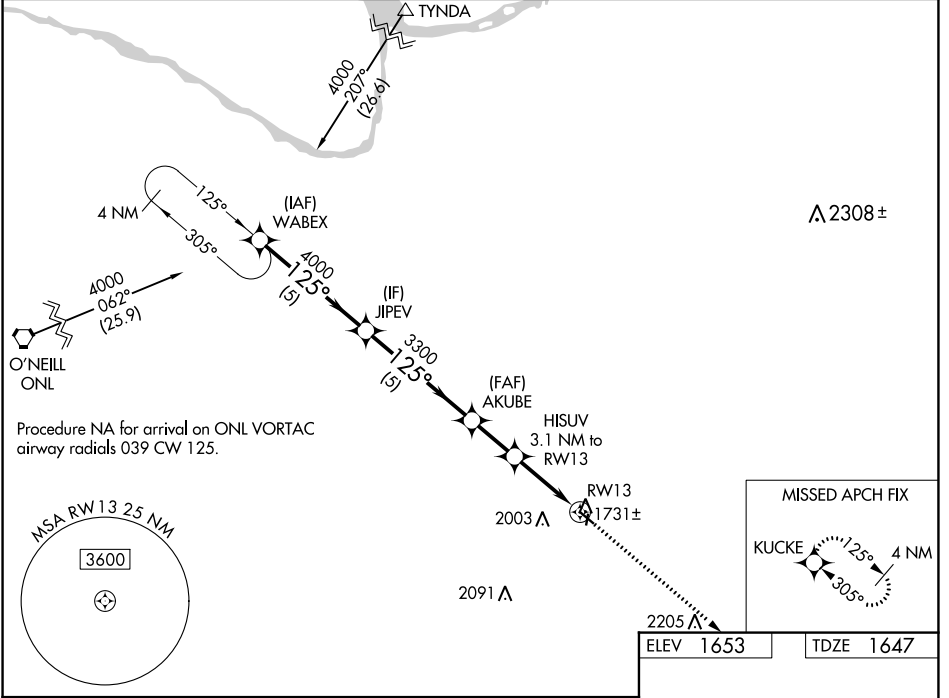 TYNDA
4000
207°
(26.6)
125°
4 NM
305°
(IAF)
WABEX
2308 ±
4000
125°
(5)
4000
062°
(25.9)
(IF)
JIPEV
O'NEILL
ONL
3300
125°
(5)
(FAF)
AKUBE
HISUV
3.1 NM to
RW13
Procedure NA for arrival on ONL VORTAC
airway radials 039 CW 125.
RW13
1731±
2003
MSA RW13 25 NM
3600
MISSED APCH FIX
KUCKE
125°
4 NM
305°
2091
2205
ELEV 1653
TDZE 1647